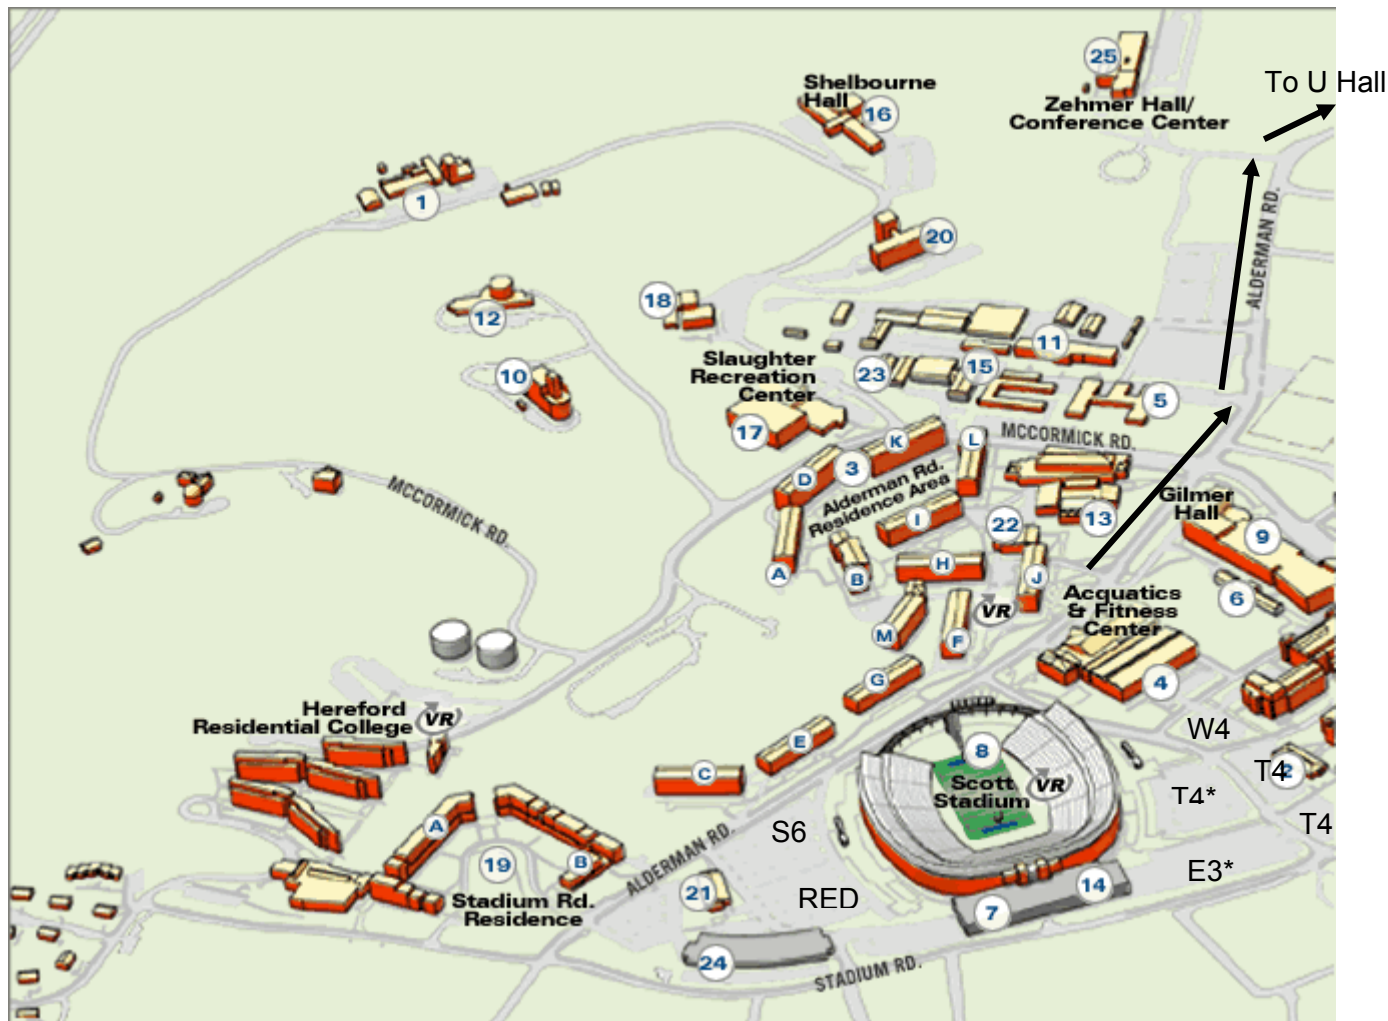 25
To U Hall
Shelbourne
Hall
16
Zehmer Hall/
Conference Center
1
ALDERMAN RD.
20
12
18
11
Slaughter
Recreation
Center
23
15
10
5
17
MCCORMICK RD.
K
L
3
D
Alderman Rd.
Residence Area
Gilmer
Hall
MCCORMICK RD.
I
22
13
9
A
B
H
J
6
Acquatics
& Fitness
Center
VR
M
F
G
4
Hereford
Residential College
VR
W4
E
8
C
Scott
Stadium
VR
T4
2
T4*
A
S6
T4
ALDERMAN RD.
B
19
E3*
Stadium Rd.
Residence
21
RED
14
7
24
STADIUM RD.